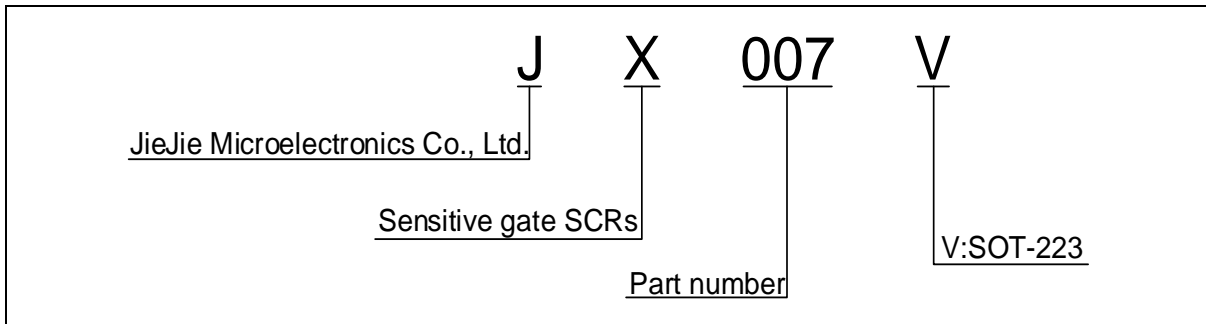 J X 007 V
JieJie Microelectronics Co., Ltd.
Sensitive gate SCRs
V:SOT-223
Part number